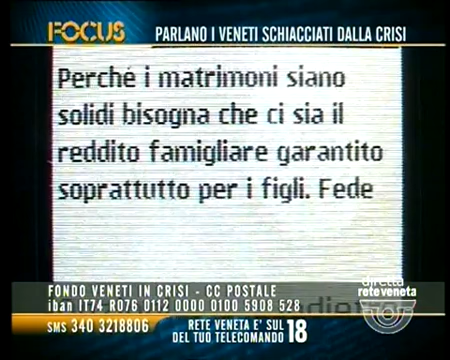 FOCUS
PARLANO I VENETI SCHIACCIATI DALLA CRISI
Perché i matrimoni siano
solidi bisogna che ci sia il
reddito famigliare garantito
soprattutto per i figli. Fede
FONDO VENETI IN CRISI - CC POSTALE
iban IT74 R076 0112 0000 0100 5908 528
diretta
reteveneta
SMS 340 3218806
RETE VENETA E' SUL
DEL TUO TELECOMANDO 18